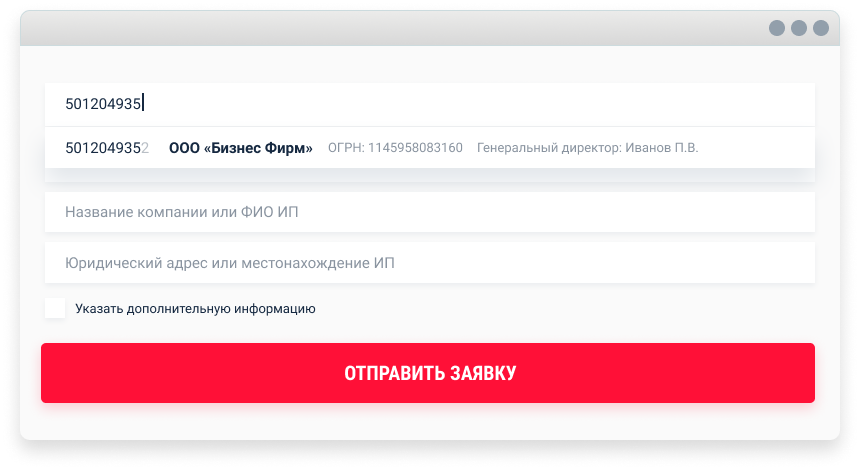 501204935
5012049352 ООО «Бизнес Фирм» ОГРН: 1145958083160 Генеральный директор: Иванов П.В.
Название компании или ФИО ИП
Юридический адрес или местонахождение ИП
Указать дополнительную информацию
ОТПРАВИТЬ ЗАЯВКУ